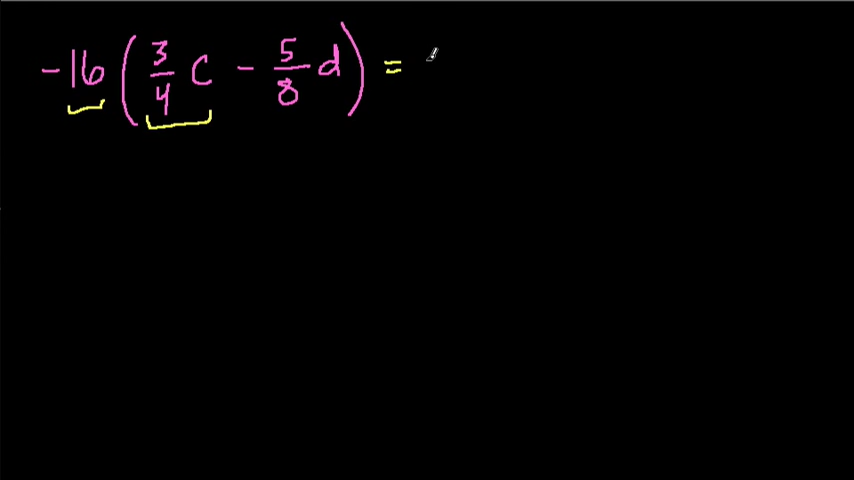 -16 ( 3/4 c - 5/8 d ) =